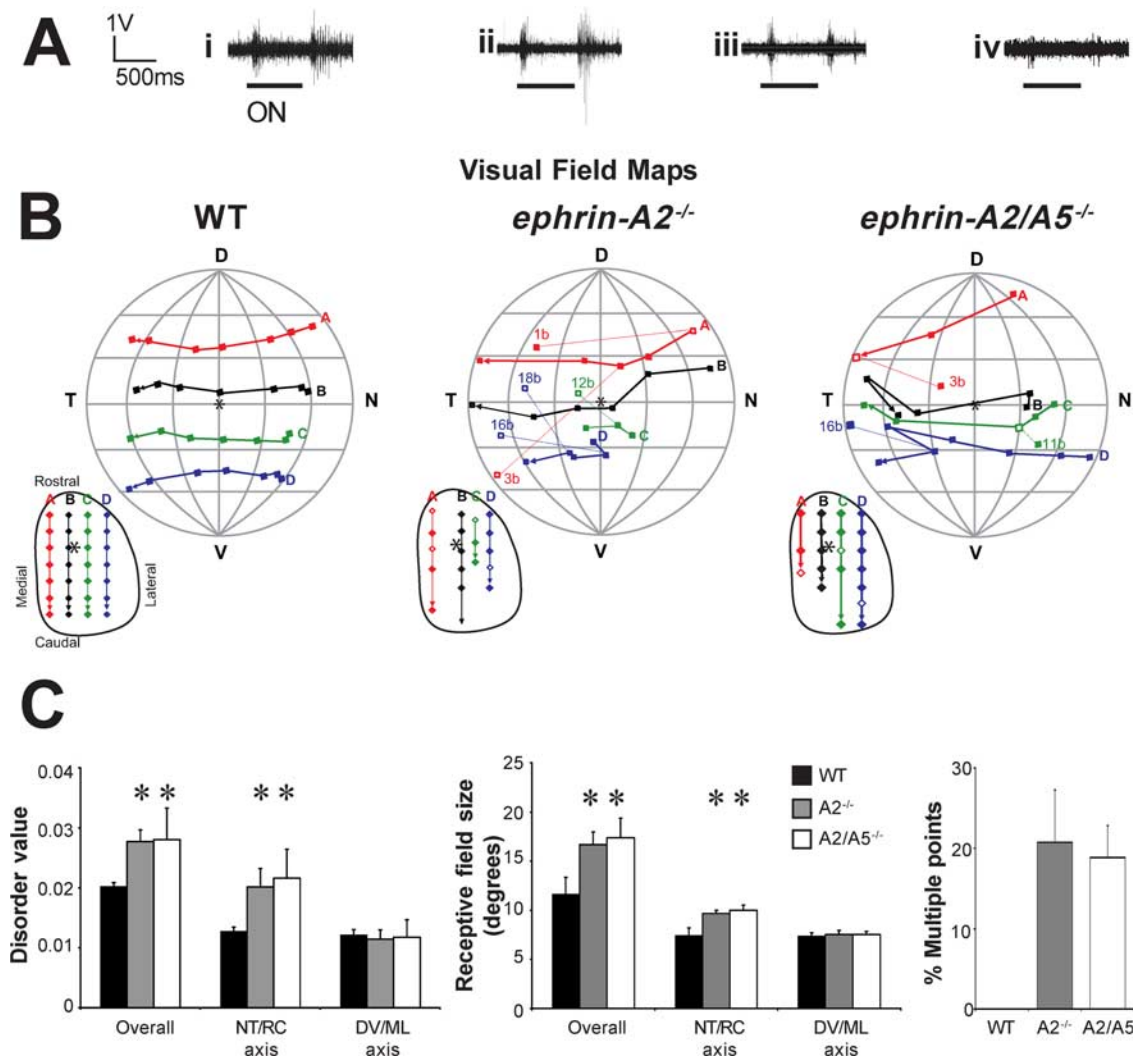 A
1V
500ms
i
ON
ii
iii
iv
Visual Field Maps
B
WT
ephrin-A2-/-
ephrin-A2/A5-/-
D
T
N
V
A
B
C
D
*
Rostral
A B C D
*
Medial
Lateral
Caudal
T
V
1b
A
18b
12b
B
*
16b
D
C
3b
A B C D
*
D
T
N
V
A
3b
*
B
C
16b
11b
D
A B C D
*
C
Disorder value
0.04
0.03
0.02
0.01
0
* *
* *
Overall
NT/RC axis
DV/ML axis
Receptive field size
(degrees)
25
20
15
10
5
0
* *
* *
Overall
NT/RC axis
DV/ML axis
WT
A2-/-
A2/A5-/-
% Multiple points
30
20
10
0
WT
A2-/-
A2/A5-/-